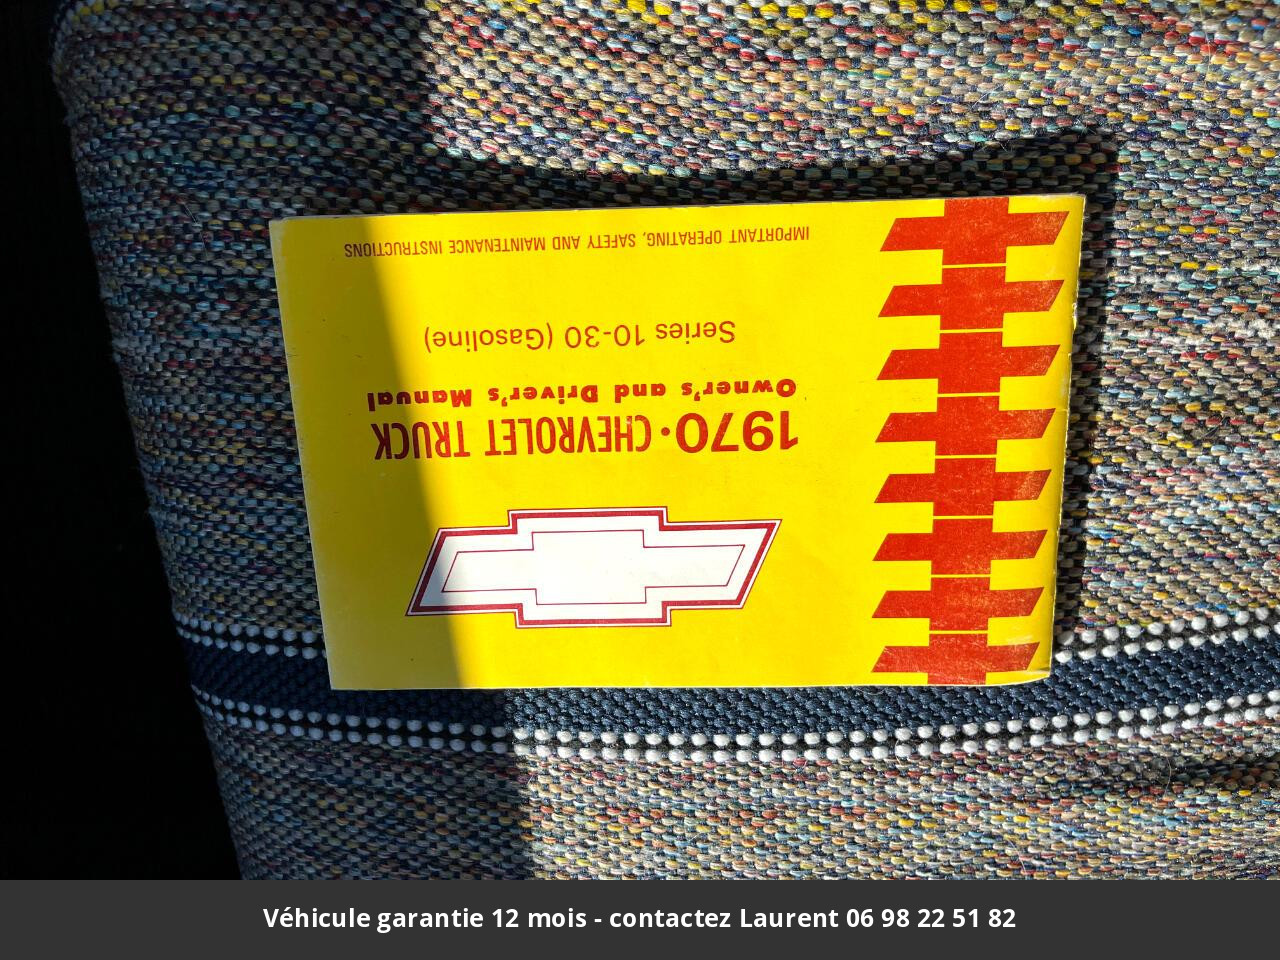 1970 · CHEVROLET TRUCK
Owner's and Driver's Manual
Series 10-30 (Gasoline)
IMPORTANT OPERATING, SAFETY AND MAINTENANCE INSTRUCTIONS
Véhicule garantie 12 mois - contactez Laurent 06 98 22 51 82